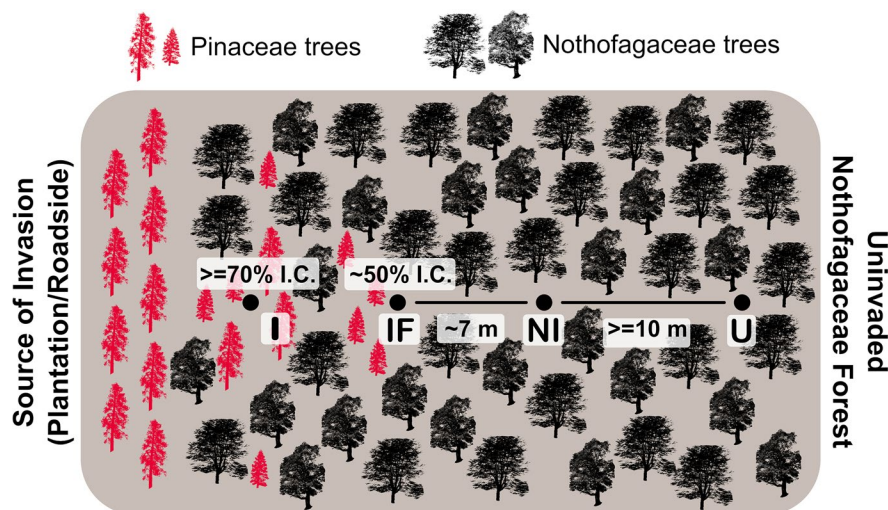 Pinaceae trees
Nothofagaceae trees
Source of Invasion
(Plantation/Roadside)
>=70% I.C.
~50% I.C.
I
IF
~7 m
NI
>=10 m
U
Uninvaded
Nothofagaceae Forest